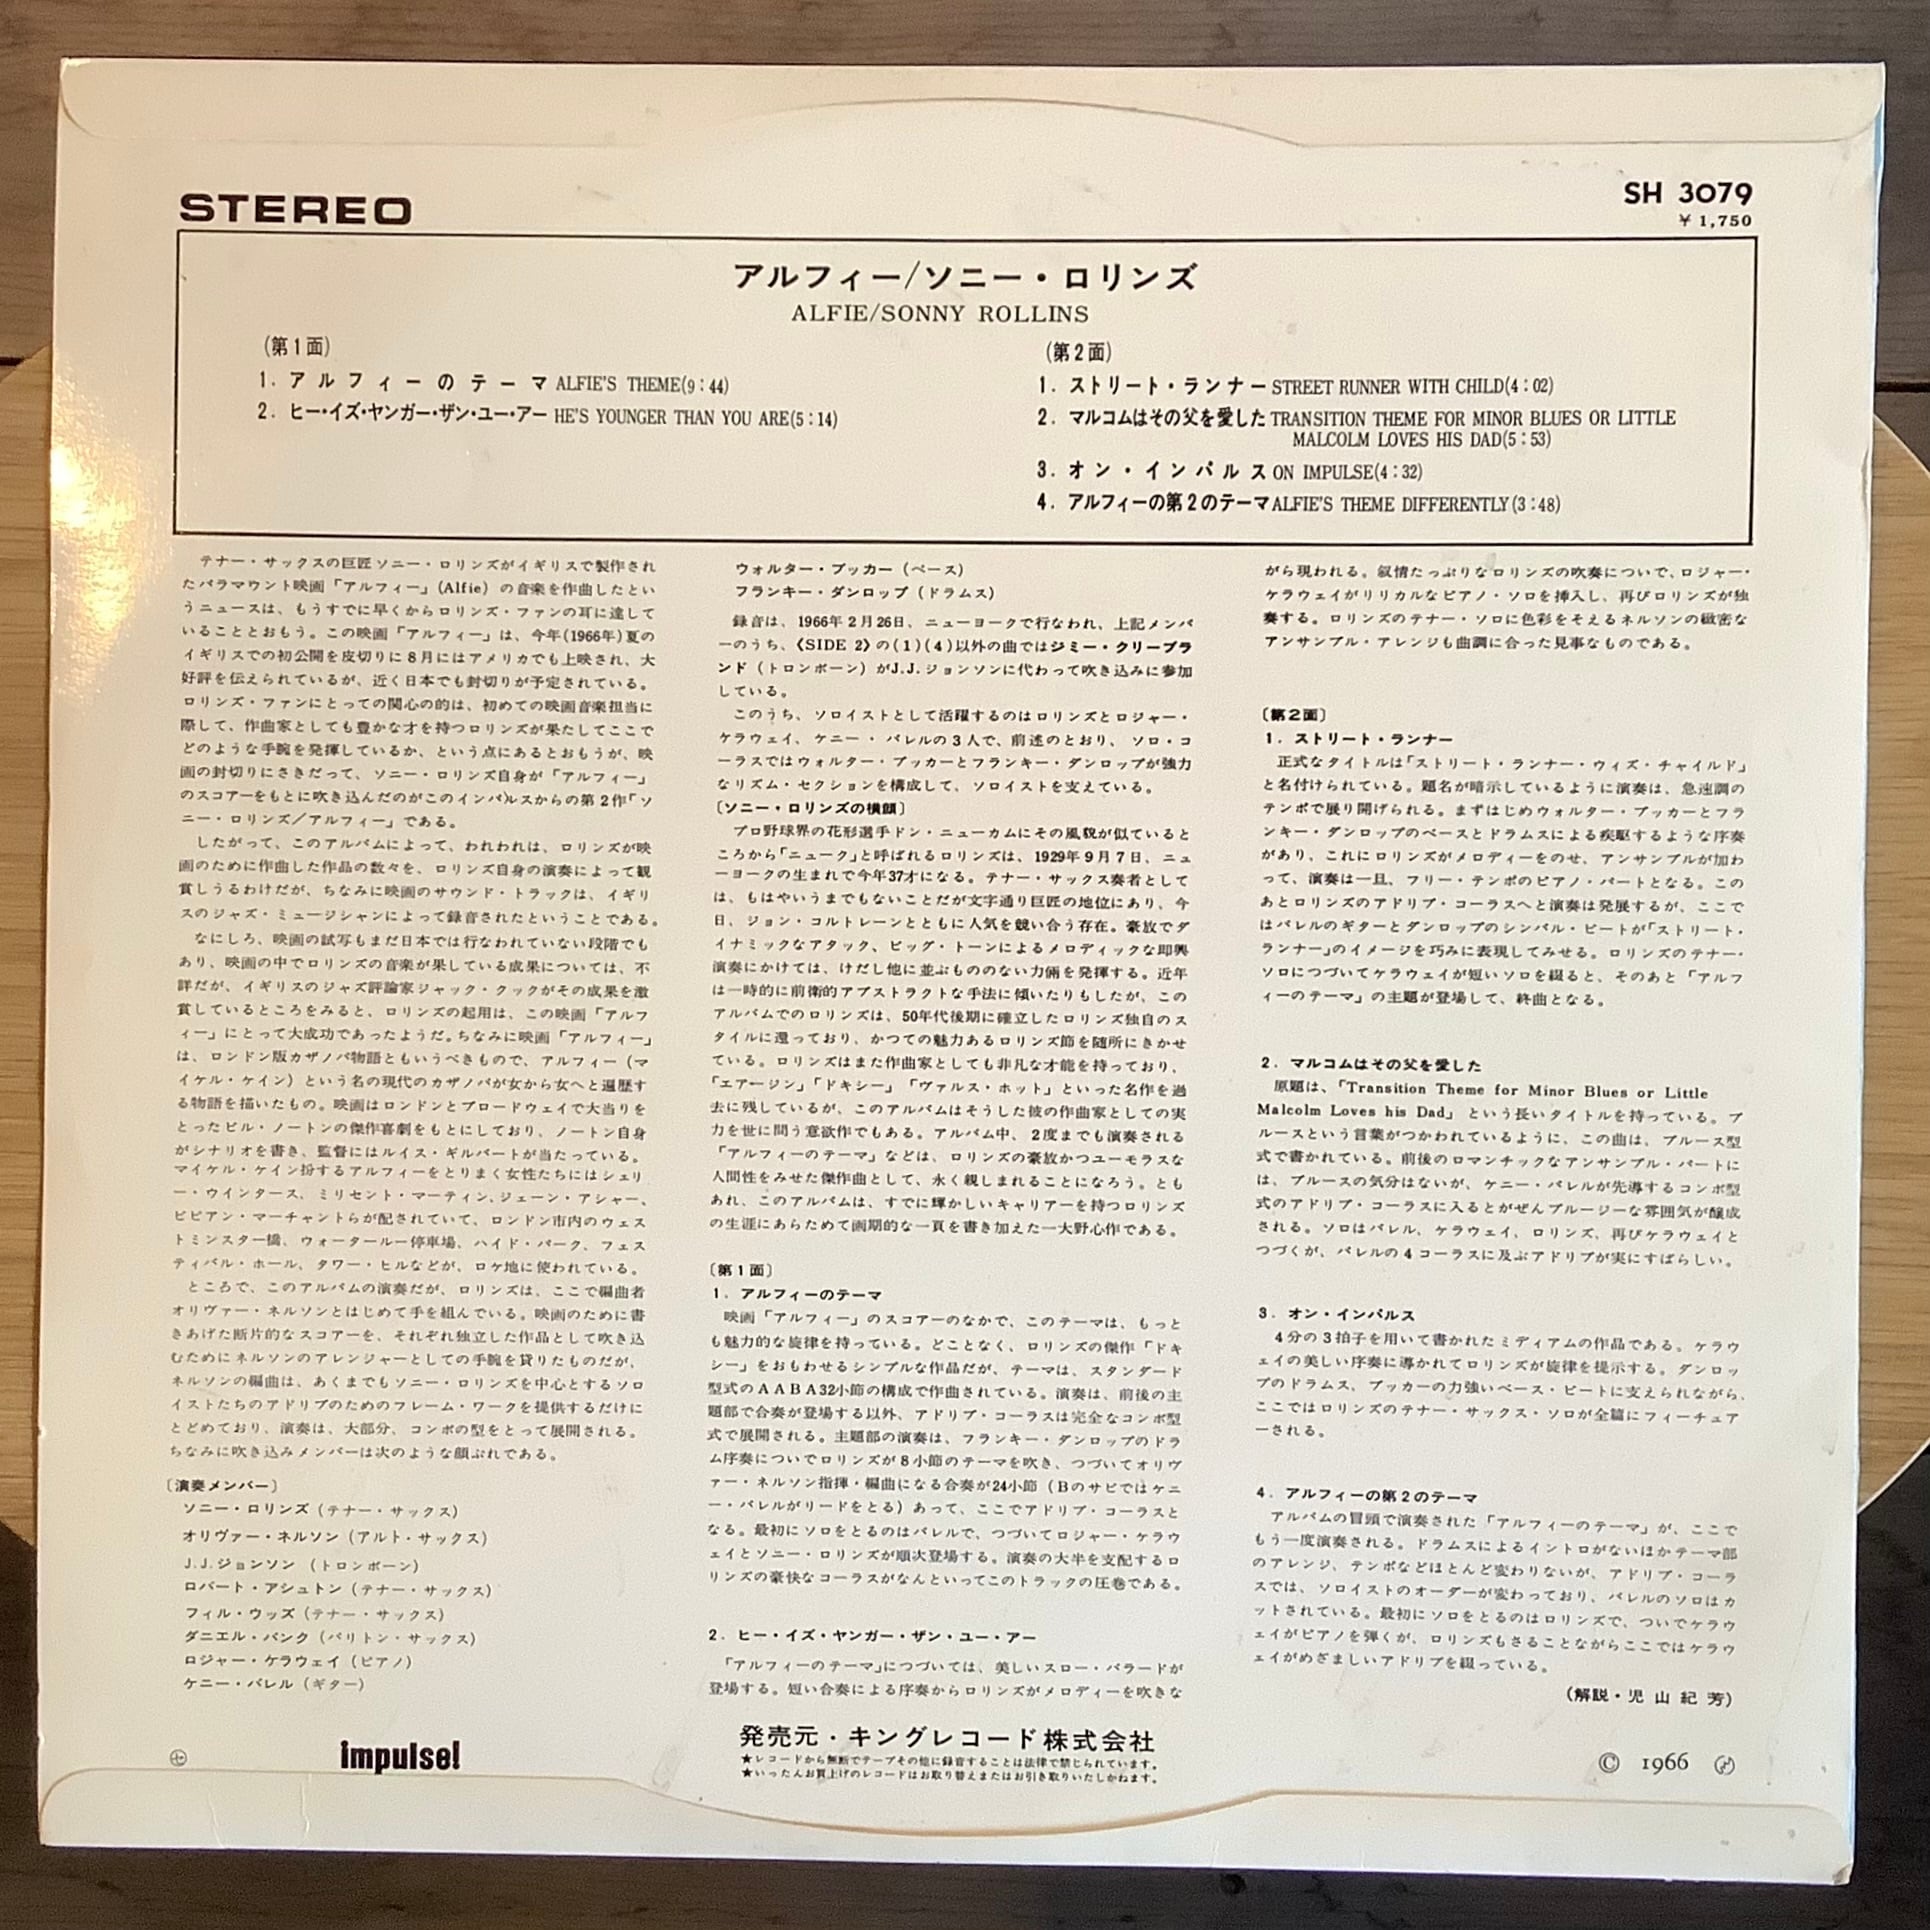 STEREO
SH 3079
¥ 1,750
アルフィー/ソニー・ロリンズ
ALFIE/SONNY ROLLINS
(第1面)
1. アルフィーのテーマ ALFIE'S THEME(9：44)
2. ヒー・イズ・ヤンガー・ザン・ユー・アー HE'S YOUNGER THAN YOU ARE(5：14)
(第2面)
1. ストリート・ランナー STREET RUNNER WITH CHILD(4：02)
2. マルコムはその父を愛した TRANSITION THEME FOR MINOR BLUES OR LITTLE
MALCOLM LOVES HIS DAD(5：53)
3. オン・インパルス ON IMPULSE(4：32)
4. アルフィーの第2のテーマ ALFIE'S THEME DIFFERENTLY(3：48)
テナー・サックスの巨匠ソニー・ロリンズがイギリスで製作され
たパラマウント映画「アルフィー」(Alfie) の音楽を作曲したとい
うニュースは、もうすでに早くからロリンズ・ファンの耳に達して
いることとおもう。この映画「アルフィー」は、今年(1966年)夏の
イギリスでの初公開を皮切りに8月にはアメリカでも上映され、大
好評を伝えられているが、近く日本でも封切りが予定されている。
ロリンズ・ファンにとっての関心の的は、初めての映画音楽担当に
際して、作曲家としても豊かな才を持つロリンズが果たしてここで
どのような手腕を発揮しているか、という点にあるとおもうが、映
画の封切りにさきだって、ソニー・ロリンズ自身が「アルフィー」
のスコアーをもとに吹き込んだのがこのインパルスからの第2作「ソ
ニー・ロリンズ/アルフィー」である。
したがって、このアルバムによって、われわれは、ロリンズが映
画のために作曲した作品の数々を、ロリンズ自身の演奏によって観
賞しうるわけだが、ちなみに映画のサウンド・トラックは、イギリ
スのジャズ・ミュージシャンによって録音されたということである。
なにしろ、映画の試写もまだ日本では行なわれていない段階でも
あり、映画の中でロリンズの音楽が果している成果については、不
詳だが、イギリスのジャズ評論家ジャック・クックがその成果を激
賞しているところをみると、ロリンズの起用は、この映画「アルフ
ィー」にとって大成功であったようだ。ちなみに映画「アルフィー」
は、ロンドン版カザノバ物語ともいうべきもので、アルフィー (マ
イケル・ケイン) という名の現代のカザノバが女から女へと遍歴す
る物語を描いたもの。映画はロンドンとブロードウェイで大当りを
とったビル・ノートンの傑作喜劇をもとにしており、ノートン自身
がシナリオを書き、監督にはルイス・ギルバートが当たっている。
マイケル・ケイン扮するアルフィーをとりまく女性たちにはシェリ
ー・ウインタース、ミリセント・マーティン、ジェーン・アシャー、
ビビアン・マーチャントらが配されていて、ロンドン市内のウェス
トミンスター橋、ウォータールー停車場、ハイド・パーク、フェス
ティバル・ホール、タワー・ヒルなどが、ロケ地に使われている。
ところで、このアルバムの演奏だが、ロリンズは、ここで編曲者
オリヴァー・ネルソンとはじめて手を組んでいる。映画のために書
きあげた断片的なスコアーを、それぞれ独立した作品として吹き込
むためにネルソンのアレンジャーとしての手腕を貸りたものだが、
ネルソンの編曲は、あくまでもソニー・ロリンズを中心とするソロ
イストたちのアドリブのためのフレーム・ワークを提供するだけに
とどめており、演奏は、大部分、コンボの型をとって展開される。
ちなみに吹き込みメンバーは次のような顔ぶれである。
〔演奏メンバー〕
ソニー・ロリンズ (テナー・サックス)
オリヴァー・ネルソン (アルト・サックス)
J.J.ジョンソン (トロンボーン)
ロバート・アシュトン (テナー・サックス)
フィル・ウッズ (テナー・サックス)
ダニエル・バンク (バリトン・サックス)
ロジャー・ケラウェイ (ピアノ)
ケニー・バレル (ギター)
ウォルター・ブッカー (ベース)
フランキー・ダンロップ (ドラムス)
録音は、1966年2月26日、ニューヨークで行なわれ、上記メンバ
ーのうち、《SIDE 2》の(1)(4)以外の曲ではジミー・クリーブラ
ンド (トロンボーン) がJ.J.ジョンソンに代わって吹き込みに参加
している。
このうち、ソロイストとして活躍するのはロリンズとロジャー・
ケラウェイ、ケニー・バレルの3人で、前述のとおり、ソロ・コ
ーラスではウォルター・ブッカーとフランキー・ダンロップが強力
なリズム・セクションを構成して、ソロイストを支えている。
〔ソニー・ロリンズの横顔〕
プロ野球界の花形選手ドン・ニューカムにその風貌が似ていると
ころから「ニューク」と呼ばれるロリンズは、1929年9月7日、ニュ
ーヨークの生まれで今年37才になる。テナー・サックス奏者として
は、もはやいうまでもないことだが文字通り巨匠の地位にあり、今
日、ジョン・コルトレーンとともに人気を競い合う存在。豪放でダ
イナミックなアタック、ビッグ・トーンによるメロディックな即興
演奏にかけては、けだし他に並ぶもののない力倆を発揮する。近年
は一時的に前衛的アブストラクトな手法に傾いたりもしたが、この
アルバムでのロリンズは、50年代後期に確立したロリンズ独自のス
タイルに還っており、かつての魅力あるロリンズ節を随所にきかせ
ている。ロリンズはまた作曲家としても非凡な才能を持っており、
「エアージン」「ドキシー」「ヴァルス・ホット」といった名作を過
去に残しているが、このアルバムはそうした彼の作曲家としての実
力を世に問う意欲作でもある。アルバム中、2度までも演奏される
「アルフィーのテーマ」などは、ロリンズの豪放かつユーモラスな
人間性をみせた傑作曲として、永く親しまれることになろう。とも
あれ、このアルバムは、すでに輝かしいキャリアーを持つロリンズ
の生涯にあらためて画期的な一頁を書き加えた一大野心作である。
〔第1面〕
1. アルフィーのテーマ
映画「アルフィー」のスコアーのなかで、このテーマは、もっと
も魅力的な旋律を持っている。どことなく、ロリンズの傑作「ドキ
シー」をおもわせるシンプルな作品だが、テーマは、スタンダード
型式のAABA32小節の構成で作曲されている。演奏は、前後の主
題部で合奏が登場する以外、アドリブ・コーラスは完全なコンボ型
式で展開される。主題部の演奏は、フランキー・ダンロップのドラ
ム序奏についでロリンズが8小節のテーマを吹き、つづいてオリヴ
ァー・ネルソン指揮・編曲になる合奏が24小節 (Bのサビではケニ
ー・バレルがリードをとる) あって、ここでアドリブ・コーラスと
なる。最初にソロをとるのはバレルで、つづいてロジャー・ケラウ
ェイとソニー・ロリンズが順次登場する。演奏の大半を支配するロ
リンズの豪快なコーラスがなんといってこのトラックの圧巻である。
2. ヒー・イズ・ヤンガー・ザン・ユー・アー
「アルフィーのテーマ」につづいては、美しいスロー・バラードが
登場する。短い合奏による序奏からロリンズがメロディーを吹きな
がら現われる。叙情たっぷりなロリンズの吹奏についで、ロジャー・
ケラウェイがリリカルなピアノ・ソロを挿入し、再びロリンズが独
奏する。ロリンズのテナー・ソロに色彩をそえるネルソンの緻密な
アンサンブル・アレンジも曲調に合った見事なものである。
〔第2面〕
1. ストリート・ランナー
正式なタイトルは「ストリート・ランナー・ウィズ・チャイルド」
と名付けられている。題名が暗示しているように演奏は、急速調の
テンポで展り開げられる。まずはじめウォルター・ブッカーとフラ
ンキー・ダンロップのベースとドラムスによる疾駆するような序奏
があり、これにロリンズがメロディーをのせ、アンサンブルが加わ
って、演奏は一旦、フリー・テンポのピアノ・パートとなる。この
あとロリンズのアドリブ・コーラスへと演奏は発展するが、ここで
はバレルのギターとダンロップのシンバル・ビートが「ストリート・
ランナー」のイメージを巧みに表現してみせる。ロリンズのテナー・
ソロにつづいてケラウェイが短いソロを綴ると、そのあと「アルフ
ィーのテーマ」の主題が登場して、終曲となる。
2. マルコムはその父を愛した
原題は、「Transition Theme for Minor Blues or Little
Malcolm Loves his Dad」 という長いタイトルを持っている。ブ
ルースという言葉がつかわれているように、この曲は、ブルース型
式で書かれている。前後のロマンチックなアンサンブル・パートに
は、ブルースの気分はないが、ケニー・バレルが先導するコンボ型
式のアドリブ・コーラスに入るとがぜんブルージーな雰囲気が醸成
される。ソロはバレル、ケラウェイ、ロリンズ、再びケラウェイと
つづくが、バレルの4コーラスに及ぶアドリブが実にすばらしい。
3. オン・インパルス
4分の3拍子を用いて書かれたミディアムの作品である。ケラウ
ェイの美しい序奏に導かれてロリンズが旋律を提示する。ダンロッ
プのドラムス、ブッカーの力強いベース・ビートに支えられながら、
ここではロリンズのテナー・サックス・ソロが全篇にフィーチュア
ーされる。
4. アルフィーの第2のテーマ
アルバムの冒頭で演奏された「アルフィーのテーマ」が、ここで
もう一度演奏される。ドラムスによるイントロがないほかテーマ部
のアレンジ、テンポなどほとんど変わりないが、アドリブ・コーラ
スでは、ソロイストのオーダーが変わっており、バレルのソロはカ
ットされている。最初にソロをとるのはロリンズで、ついでケラウ
ェイがピアノを弾くが、ロリンズもさることながらここではケラウ
ェイがめざましいアドリブを綴っている。
(解説・児山紀芳)
impulse!
発売元・キングレコード株式会社
★レコードから無断でテープその他に録音することは法律で禁じられています。
★いったんお買上げのレコードはお取り替えまたはお引き取りいたしかねます。
© 1966